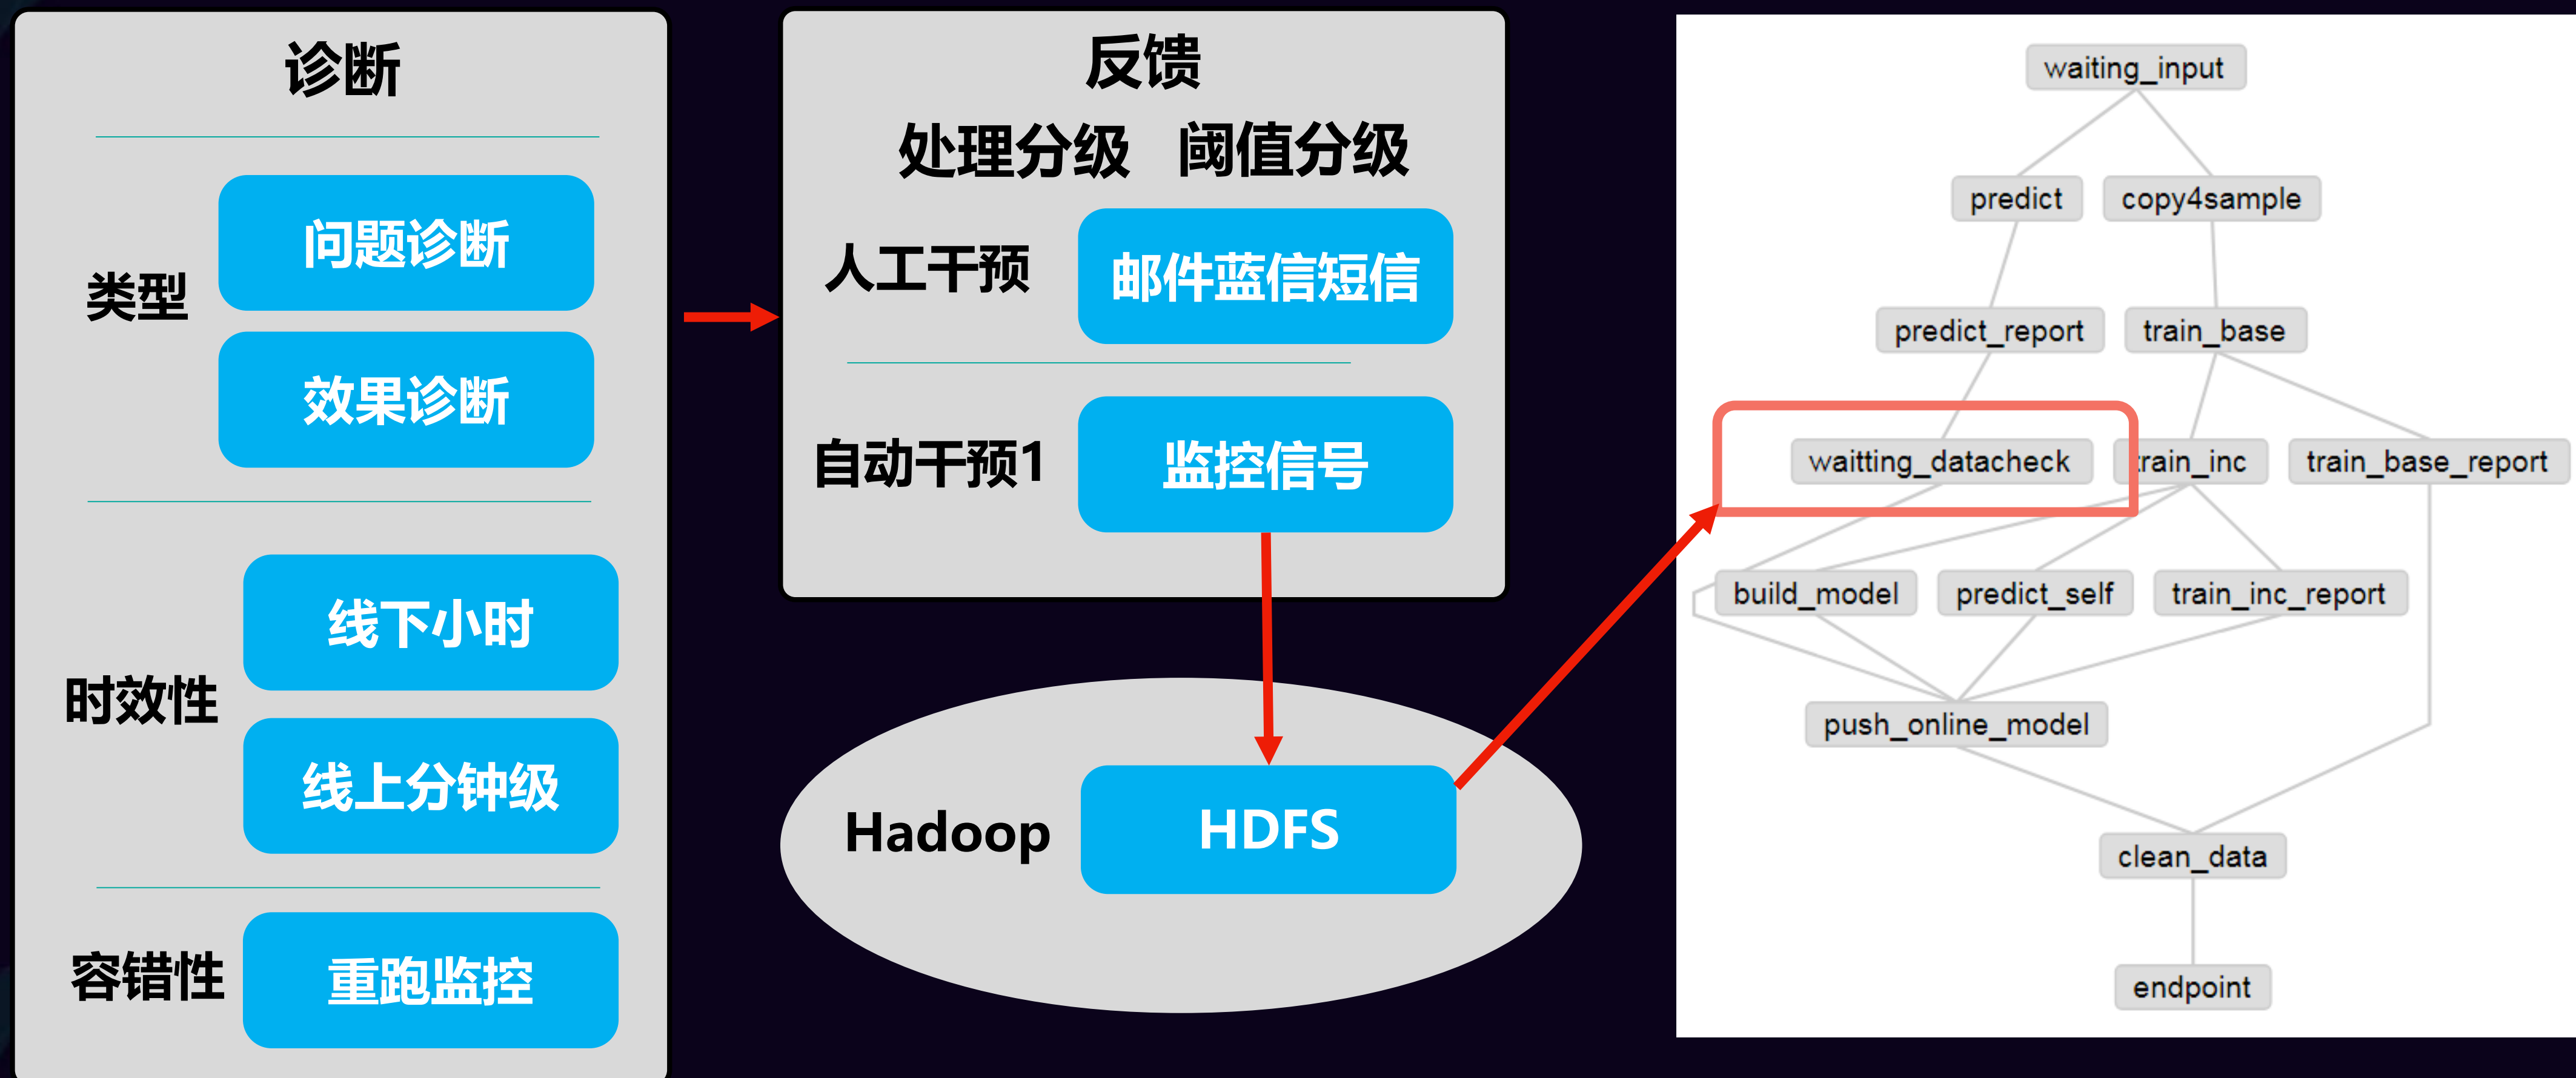 诊断
类型
问题诊断
效果诊断
时效性
线下小时
线上分钟级
容错性
重跑监控
反馈
处理分级 阈值分级
人工干预
邮件蓝信短信
自动干预1
监控信号
Hadoop
HDFS
waiting_input
predict
copy4sample
predict_report
train_base
waitting_datacheck
train_inc
train_base_report
build_model
predict_self
train_inc_report
push_online_model
clean_data
endpoint